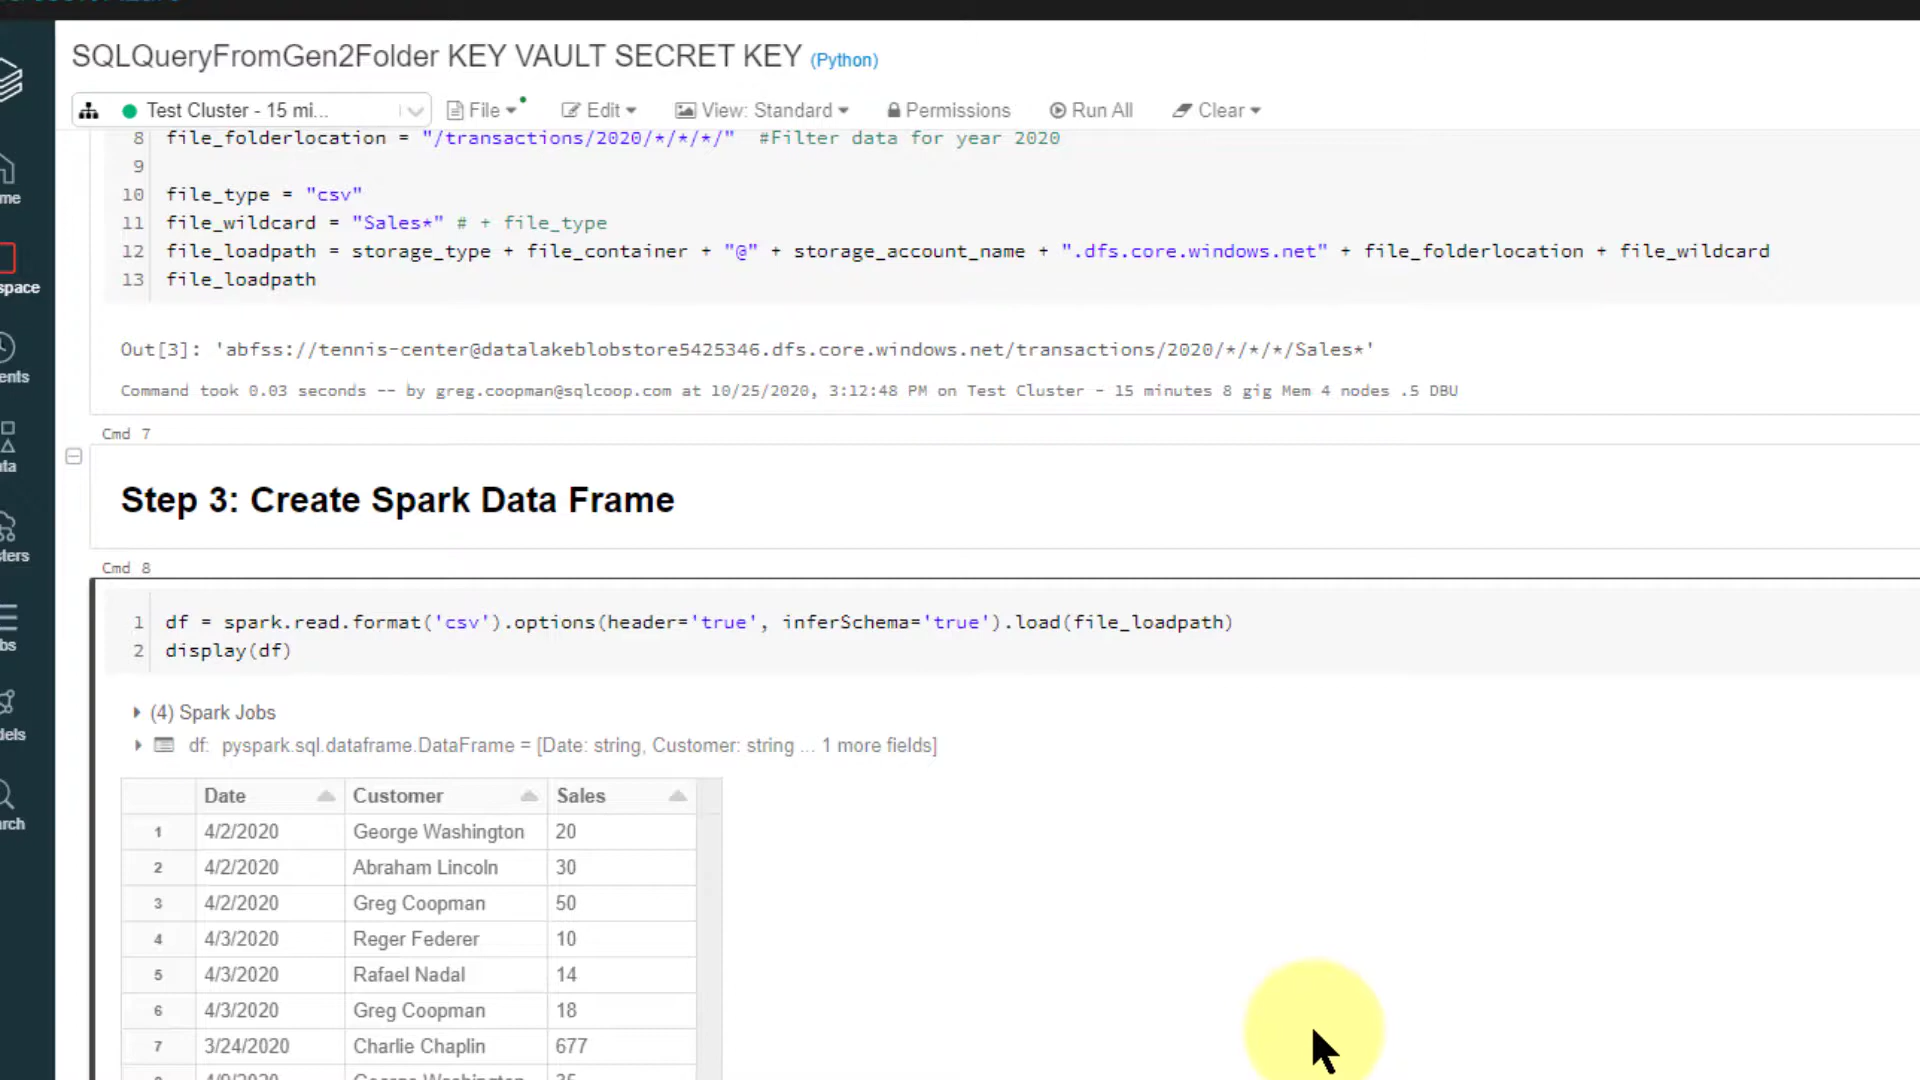 SQLQueryFromGen2Folder KEY VAULT SECRET KEY (Python)
Test Cluster - 15 mi...
File
Edit
View: Standard
Permissions
Run All
Clear
8 file_folderlocation = "/transactions/2020/*/*/*/" #Filter data for year 2020
9
10 file_type = "csv"
11 file_wildcard = "Sales*" # + file_type
12 file_loadpath = storage_type + file_container + "@" + storage_account_name + ".dfs.core.windows.net" + file_folderlocation + file_wildcard
13 file_loadpath
Out[3]: 'abfss://tennis-center@datalakeblobstore5425346.dfs.core.windows.net/transactions/2020/*/*/*/Sales*'
Command took 0.03 seconds -- by greg.coopman@sqlcoop.com at 10/25/2020, 3:12:48 PM on Test Cluster - 15 minutes 8 gig Mem 4 nodes .5 DBU
Cmd 7
Step 3: Create Spark Data Frame
Cmd 8
1 df = spark.read.format('csv').options(header='true', inferSchema='true').load(file_loadpath)
2 display(df)
(4) Spark Jobs
df: pyspark.sql.dataframe.DataFrame = [Date: string, Customer: string ... 1 more fields]
Date Customer Sales
1 4/2/2020 George Washington 20
2 4/2/2020 Abraham Lincoln 30
3 4/2/2020 Greg Coopman 50
4 4/3/2020 Reger Federer 10
5 4/3/2020 Rafael Nadal 14
6 4/3/2020 Greg Coopman 18
7 3/24/2020 Charlie Chaplin 677
me
space
ents
ta
ters
bs
dels
rch